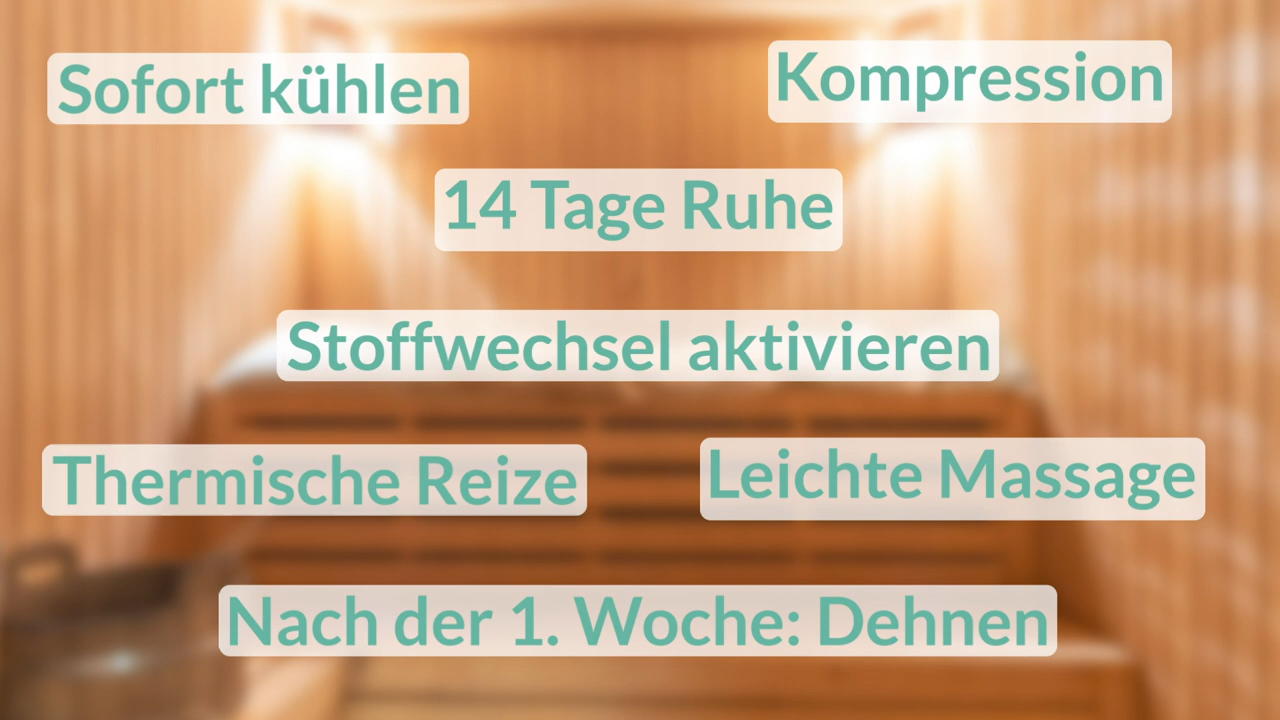 Sofort kühlen
Kompression
14 Tage Ruhe
Stoffwechsel aktivieren
Thermische Reize
Leichte Massage
Nach der 1. Woche: Dehnen